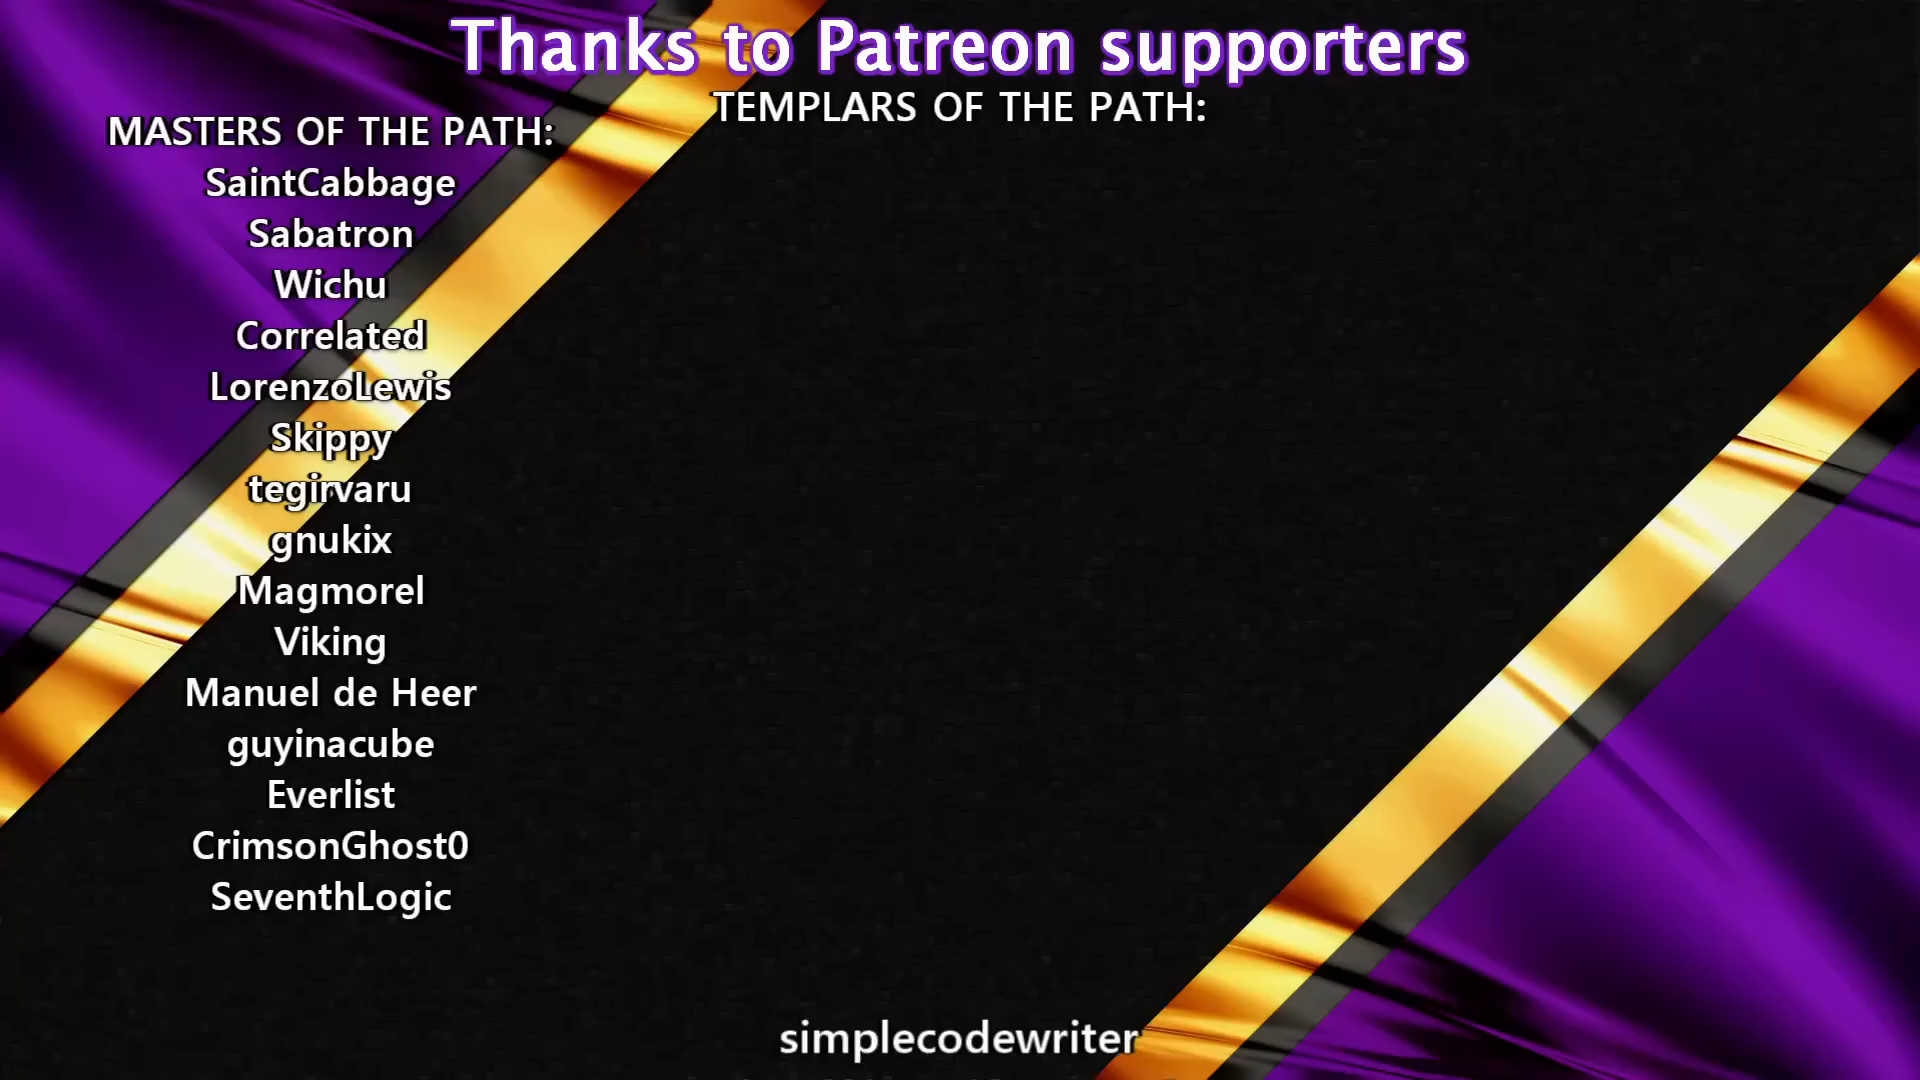 Thanks to Patreon supporters
TEMPLARS OF THE PATH:
MASTERS OF THE PATH:
SaintCabbage
Sabatron
Wichu
Correlated
LorenzoLewis
Skippy
tegirvaru
gnukix
Magmorel
Viking
Manuel de Heer
guyinacube
Everlist
CrimsonGhost0
SeventhLogic
simplecodewriter